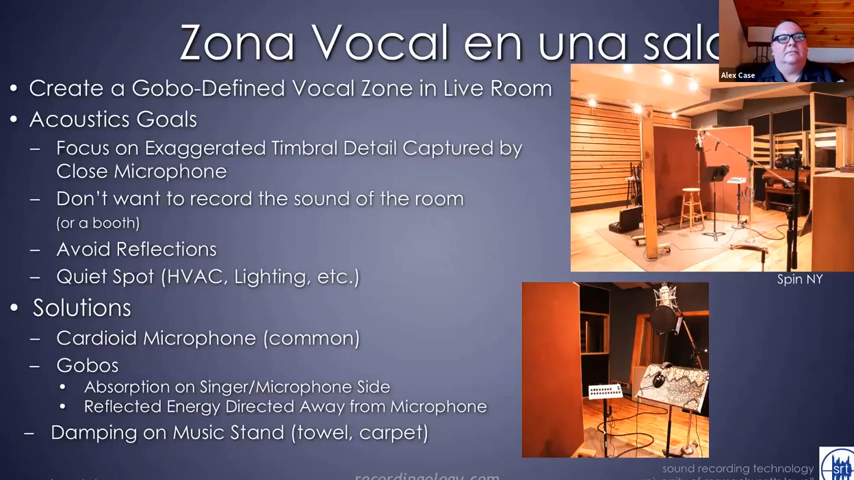 Zona Vocal en una sala
Alex Case
• Create a Gobo-Defined Vocal Zone in Live Room
• Acoustics Goals
– Focus on Exaggerated Timbral Detail Captured by
Close Microphone
– Don't want to record the sound of the room
(or a booth)
– Avoid Reflections
– Quiet Spot (HVAC, Lighting, etc.)
Spin NY
• Solutions
– Cardioid Microphone (common)
– Gobos
• Absorption on Singer/Microphone Side
• Reflected Energy Directed Away from Microphone
– Damping on Music Stand (towel, carpet)
sound recording technology
srt
recordingology.com